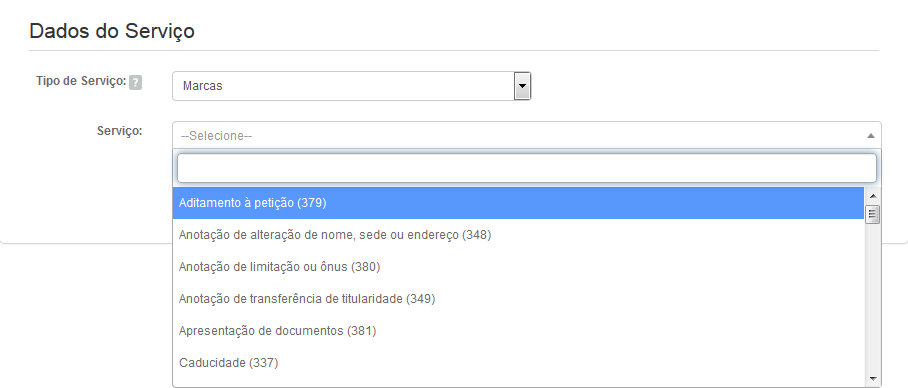 Dados do Serviço
Tipo de Serviço: ?
Marcas
Serviço:
--Selecione--
Aditamento à petição (379)
Anotação de alteração de nome, sede ou endereço (348)
Anotação de limitação ou ônus (380)
Anotação de transferência de titularidade (349)
Apresentação de documentos (381)
Caducidade (337)